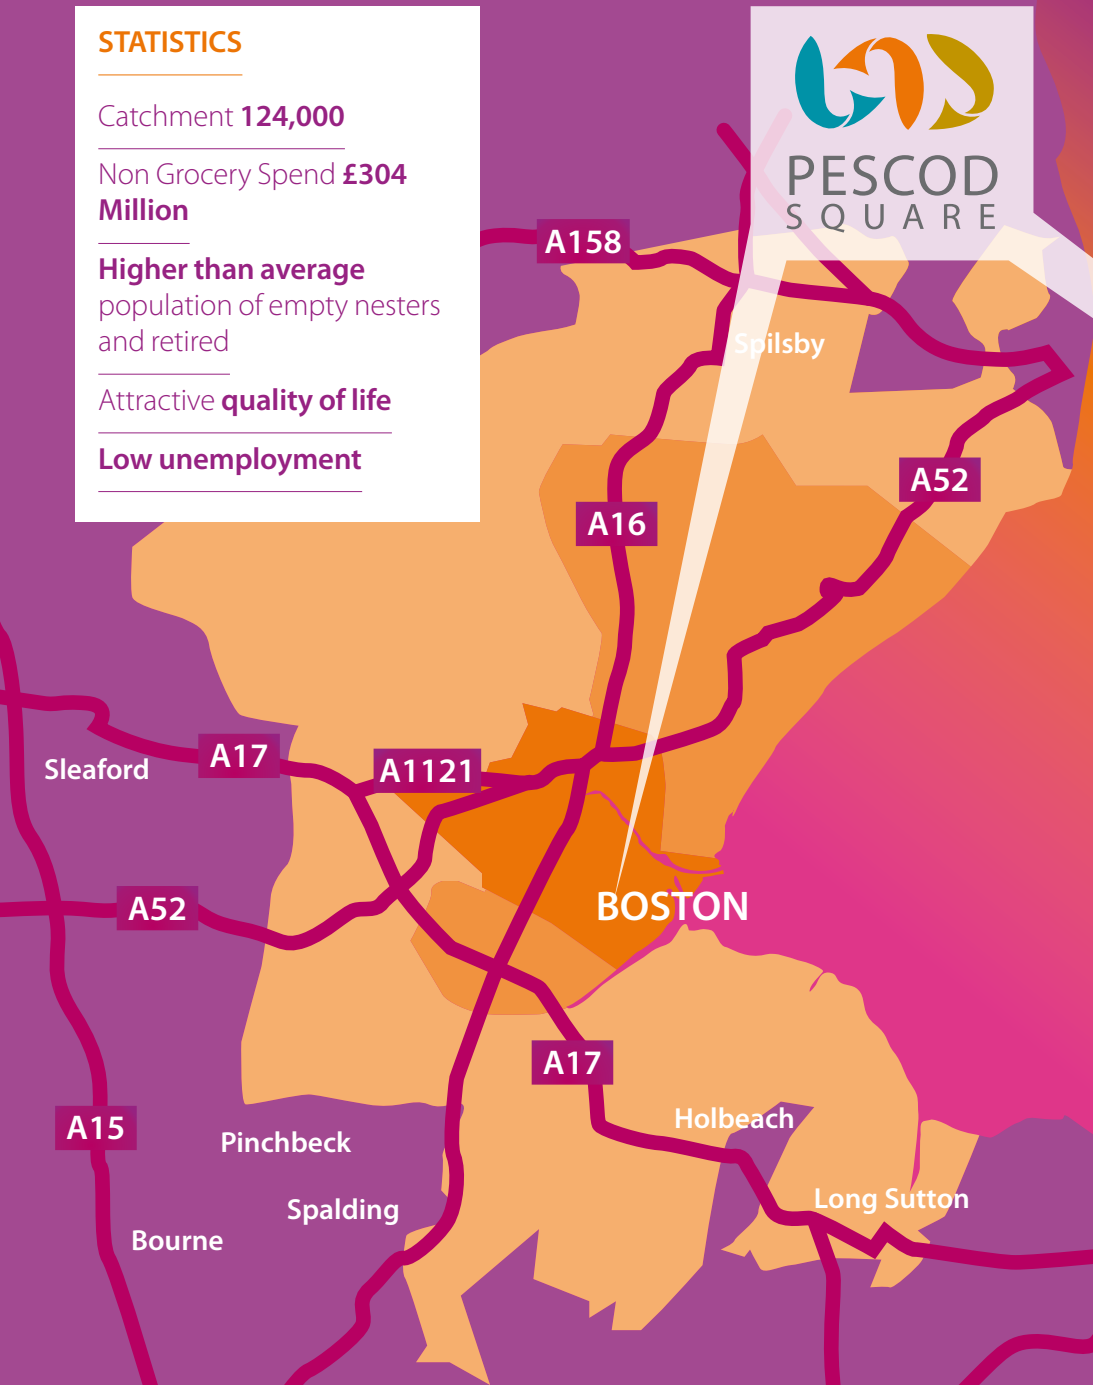 STATISTICS
Catchment 124,000
Non Grocery Spend £304
Million
Higher than average
population of empty nesters
and retired
Attractive quality of life
Low unemployment
PESCOD
SQUARE
A158
Spilsby
A52
A16
Sleaford
A17
A1121
A52
BOSTON
A17
A15
Pinchbeck
Holbeach
Spalding
Long Sutton
Bourne